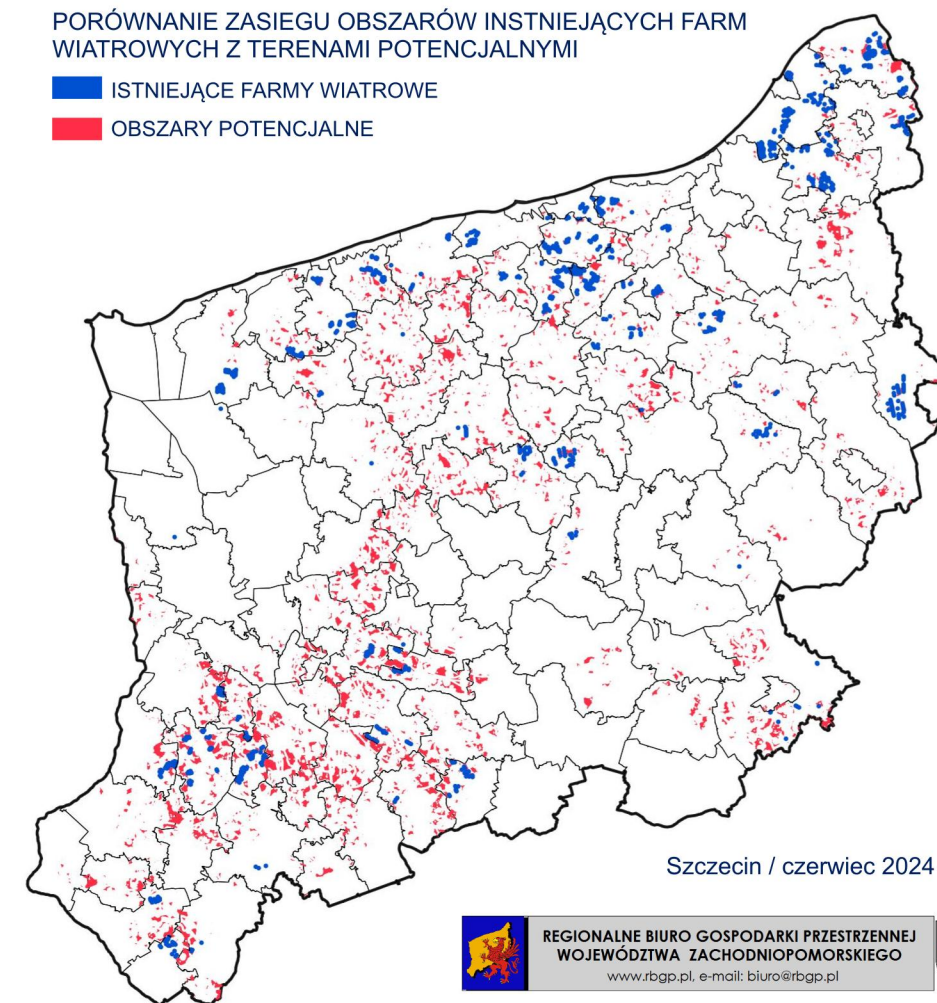 PORÓWNANIE ZASIEGU OBSZARÓW INSTNIEJĄCYCH FARM
WIATROWYCH Z TERENAMI POTENCJALNYMI
ISTNIEJĄCE FARMY WIATROWE
OBSZARY POTENCJALNE
Szczecin / czerwiec 2024
REGIONALNE BIURO GOSPODARKI PRZESTRZENNEJ
WOJEWÓDZTWA ZACHODNIOPOMORSKIEGO
www.rbgp.pl, e-mail: biuro@rbgp.pl